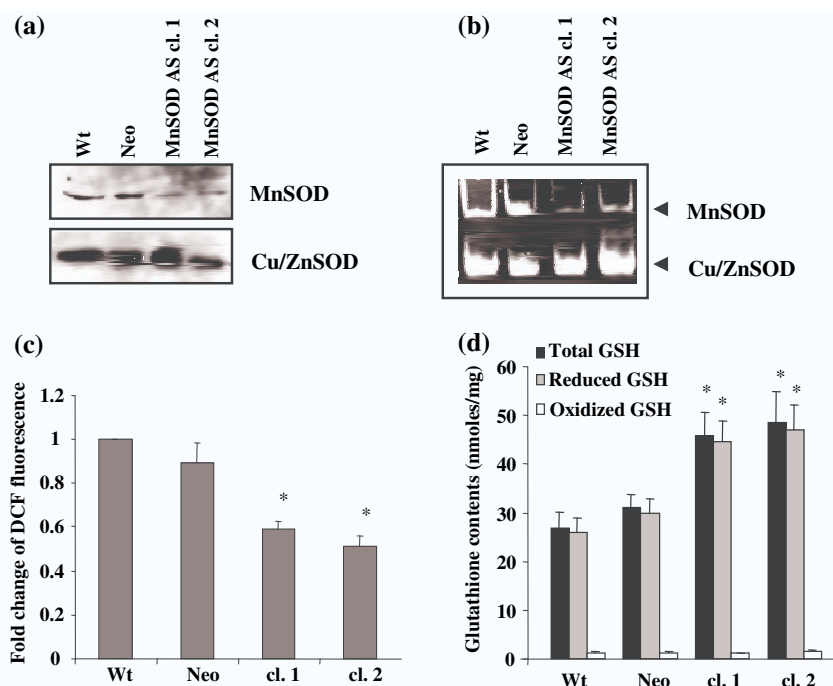 (a)
Wt
Neo
MnSOD AS cl. 1
MnSOD AS cl. 2
MnSOD
Cu/ZnSOD
(b)
Wt
Neo
MnSOD AS cl. 1
MnSOD AS cl. 2
MnSOD
Cu/ZnSOD
(c)
Fold change of DCF fluorescence
1.2
1
0.8
0.6
0.4
0.2
0
*
*
Wt
Neo
cl. 1
cl. 2
(d)
Total GSH
Reduced GSH
Oxidized GSH
Glutathione contents (nmoles/mg)
60
50
40
30
20
10
0
* *
* *
Wt
Neo
cl. 1
cl. 2